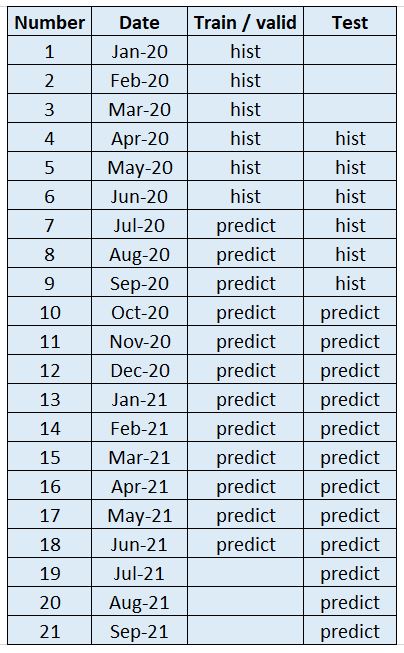 Number Date Train / valid Test
1 Jan-20 hist
2 Feb-20 hist
3 Mar-20 hist
4 Apr-20 hist hist
5 May-20 hist hist
6 Jun-20 hist hist
7 Jul-20 predict hist
8 Aug-20 predict hist
9 Sep-20 predict hist
10 Oct-20 predict predict
11 Nov-20 predict predict
12 Dec-20 predict predict
13 Jan-21 predict predict
14 Feb-21 predict predict
15 Mar-21 predict predict
16 Apr-21 predict predict
17 May-21 predict predict
18 Jun-21 predict predict
19 Jul-21 predict
20 Aug-21 predict
21 Sep-21 predict